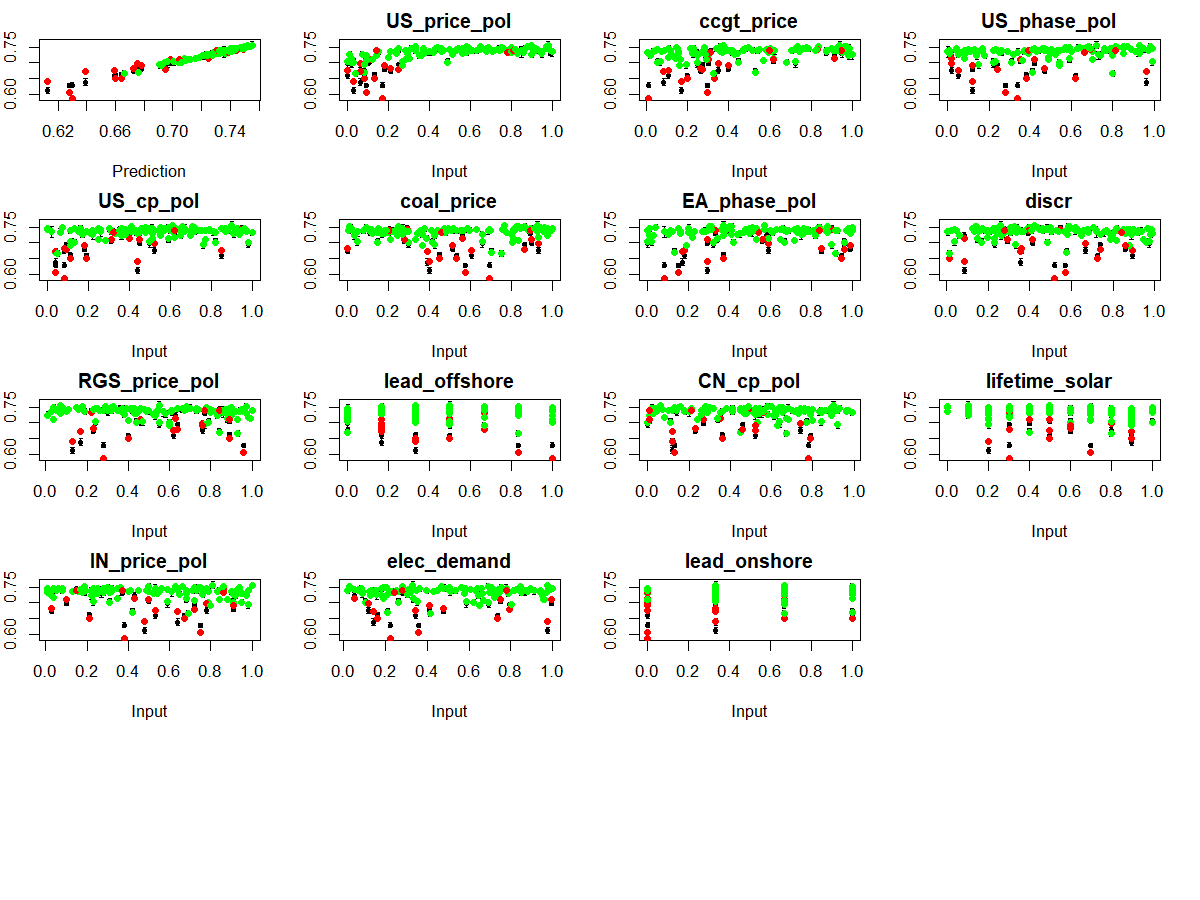 US_price_pol ccgt_price US_phase_pol
0.75 0.75 0.75 0.75
0.60 0.60 0.60 0.60
0.62 0.66 0.70 0.74 0.0 0.2 0.4 0.6 0.8 1.0 0.0 0.2 0.4 0.6 0.8 1.0 0.0 0.2 0.4 0.6 0.8 1.0
Prediction Input Input Input
US_cp_pol coal_price EA_phase_pol discr
0.75 0.75 0.75 0.75
0.60 0.60 0.60 0.60
0.0 0.2 0.4 0.6 0.8 1.0 0.0 0.2 0.4 0.6 0.8 1.0 0.0 0.2 0.4 0.6 0.8 1.0 0.0 0.2 0.4 0.6 0.8 1.0
Input Input Input Input
RGS_price_pol lead_offshore CN_cp_pol lifetime_solar
0.75 0.75 0.75 0.75
0.60 0.60 0.60 0.60
0.0 0.2 0.4 0.6 0.8 1.0 0.0 0.2 0.4 0.6 0.8 1.0 0.0 0.2 0.4 0.6 0.8 1.0 0.0 0.2 0.4 0.6 0.8 1.0
Input Input Input Input
IN_price_pol elec_demand lead_onshore
0.75 0.75 0.75
0.60 0.60 0.60
0.0 0.2 0.4 0.6 0.8 1.0 0.0 0.2 0.4 0.6 0.8 1.0 0.0 0.2 0.4 0.6 0.8 1.0
Input Input Input